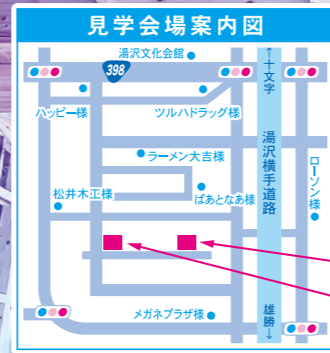 見学会場案内図
湯沢文化会館
398
↑十文字
ハッピー様
ツルハドラッグ様
湯沢横手道路
ラーメン大吉様
ローソン様
松井木工様
ぱあとなあ様
メガネプラザ様
雄勝↓